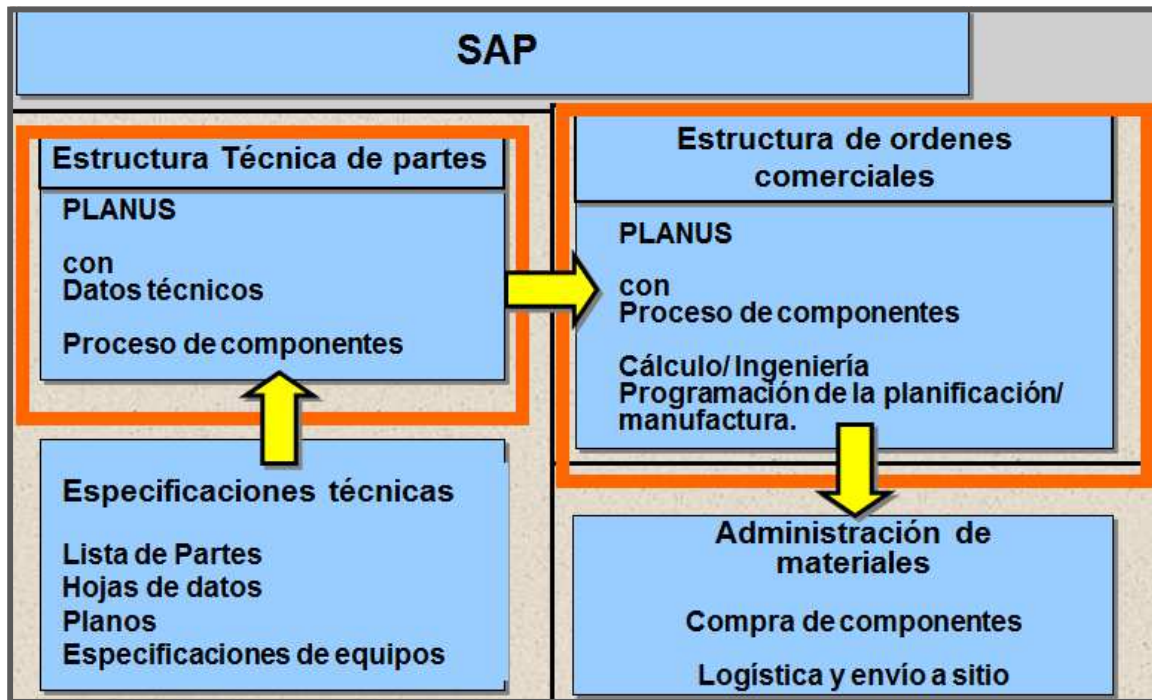 SAP
Estructura Técnica de partes
PLANUS
con
Datos técnicos
Proceso de componentes
Especificaciones técnicas
Lista de Partes
Hojas de datos
Planos
Especificaciones de equipos
Estructura de ordenes
comerciales
PLANUS
con
Proceso de componentes
Cálculo/ Ingeniería
Programación de la planificación/
manufactura.
Administración de
materiales
Compra de componentes
Logística y envío a sitio